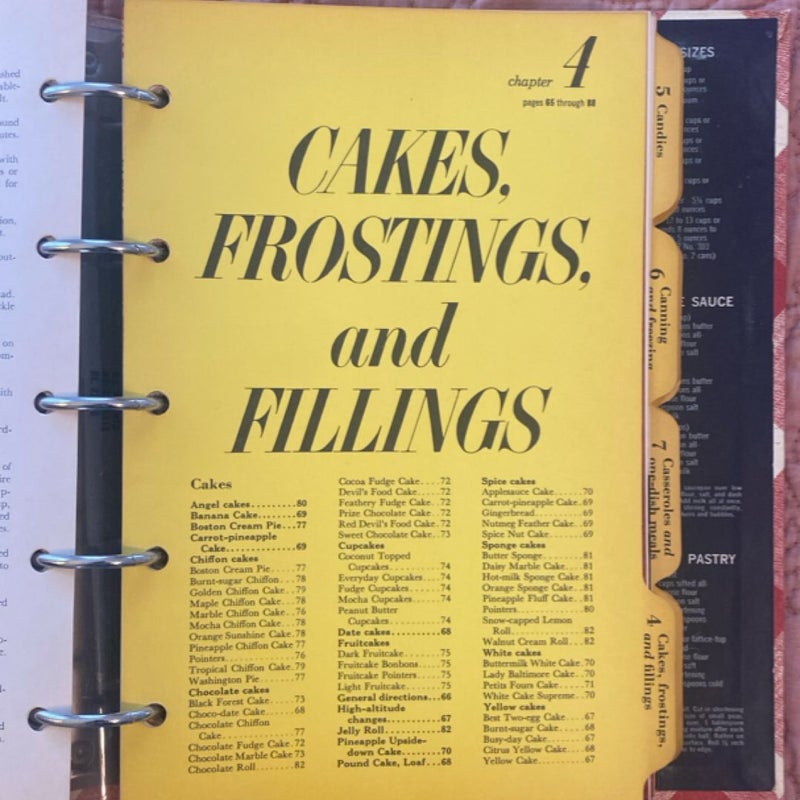 chapter 4
pages 66 through 88
CAKES,
FROSTINGS,
and
FILLINGS
Cakes
Angel cakes.........80
Banana Cake.......69
Boston Cream Pie...77
Carrot-pineapple
Cake...........69
Chiffon cakes
Boston Cream Pie....77
Burnt-sugar Chiffon...78
Golden Chiffon Cake..79
Maple Chiffon Cake...78
Marble Chiffon Cake..76
Mocha Chiffon Cake...78
Orange Sunshine Cake.78
Pineapple Chiffon Cake 77
Pointers............76
Tropical Chiffon Cake.79
Washington Pie......77
Chocolate cakes
Black Forest Cake....73
Choco-date Cake....68
Chocolate Chiffon
Cake............77
Chocolate Fudge Cake.72
Chocolate Marble Cake 73
Chocolate Roll.......82
Cocoa Fudge Cake....72
Devil's Food Cake.....72
Feathery Fudge Cake..72
Prize Chocolate Cake..72
Red Devil's Food Cake.72
Sweet Chocolate Cake..73
Cupcakes
Coconut Topped
Cupcakes..........74
Everyday Cupcakes....74
Fudge Cupcakes......74
Mocha Cupcakes.....74
Peanut Butter
Cupcakes..........74
Date cakes..........68
Fruitcakes
Dark Fruitcake.......75
Fruitcake Bonbons....75
Fruitcake Pointers....75
Light Fruitcake.......75
General directions...66
High-altitude
changes..........67
Jelly Roll...........82
Pineapple Upside-
down Cake........70
Pound Cake, Loaf...68
Spice cakes
Applesauce Cake......70
Carrot-pineapple Cake.69
Gingerbread..........69
Nutmeg Feather Cake..69
Spice Nut Cake.......69
Sponge cakes
Butter Sponge........81
Daisy Marble Cake....81
Hot-milk Sponge Cake.81
Orange Sponge Cake..81
Pineapple Fluff Cake..81
Pointers.............80
Snow-capped Lemon
Roll..............82
Walnut Cream Roll...82
White cakes
Buttermilk White Cake.70
Lady Baltimore Cake..70
Petits Fours Cake.....71
White Cake Supreme..70
Yellow cakes
Best Two-egg Cake....67
Burnt-sugar Cake.....68
Busy-day Cake.......67
Citrus Yellow Cake....68
Yellow Cake.........67
5 Candies
6 Canning
and freezing
7 Casseroles and
one-dish meals
4 Cakes, frostings,
and fillings
SIZES
SAUCE
PASTRY